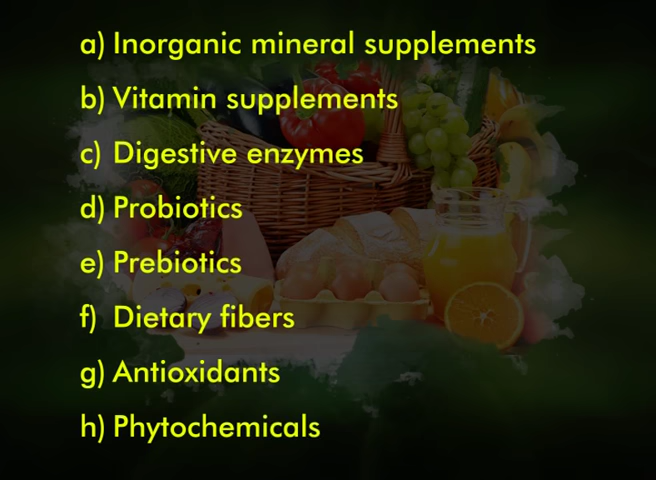 a) Inorganic mineral supplements
b) Vitamin supplements
c) Digestive enzymes
d) Probiotics
e) Prebiotics
f) Dietary fibers
g) Antioxidants
h) Phytochemicals